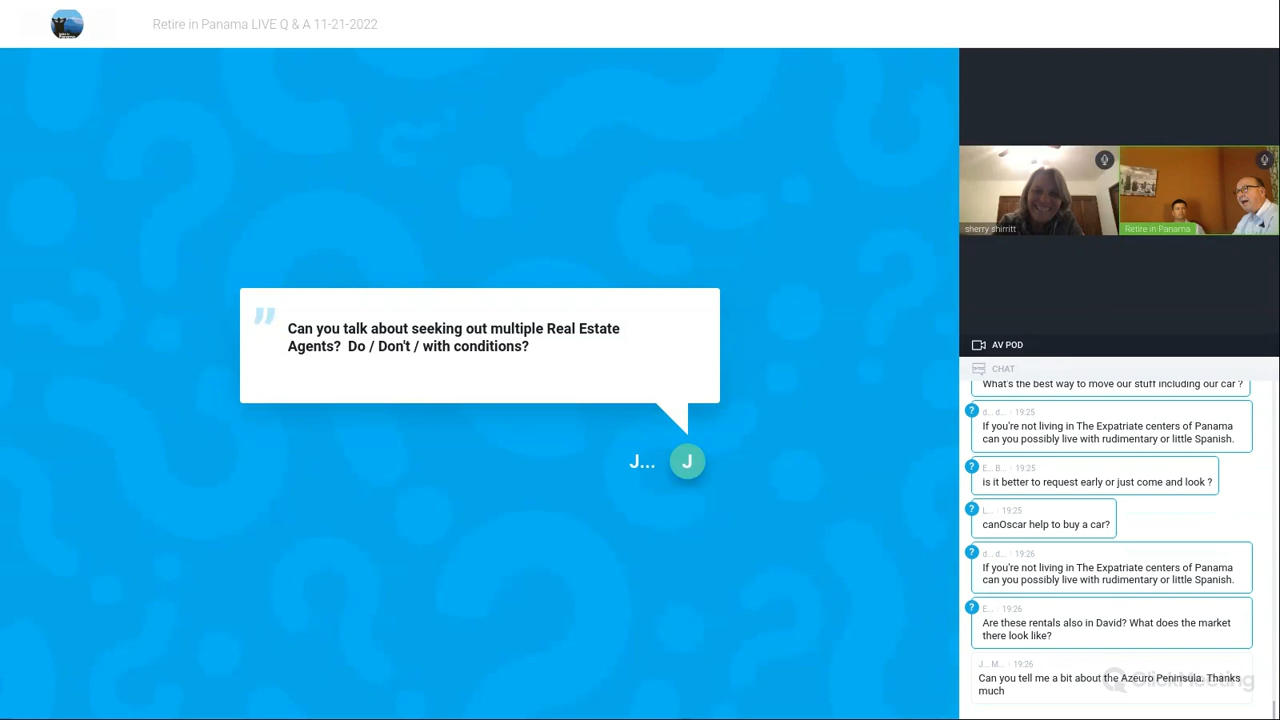 Retire in Panama LIVE Q & A 11-21-2022
Can you talk about seeking out multiple Real Estate
Agents?  Do / Don't / with conditions?
J...
J
sherry shirritt
Retire in Panama
AV POD
CHAT
What's the best way to move our stuff including our car ?
d... d... 19:25
If you're not living in The Expatriate centers of Panama
can you possibly live with rudimentary or little Spanish.
E... B... 19:25
is it better to request early or just come and look ?
L... 19:25
canOscar help to buy a car?
d... d... 19:26
If you're not living in The Expatriate centers of Panama
can you possibly live with rudimentary or little Spanish.
E... 19:26
Are these rentals also in David? What does the market
there look like?
J... M... 19:26
Can you tell me a bit about the Azeuro Peninsula. Thanks
much
ClickMeeting